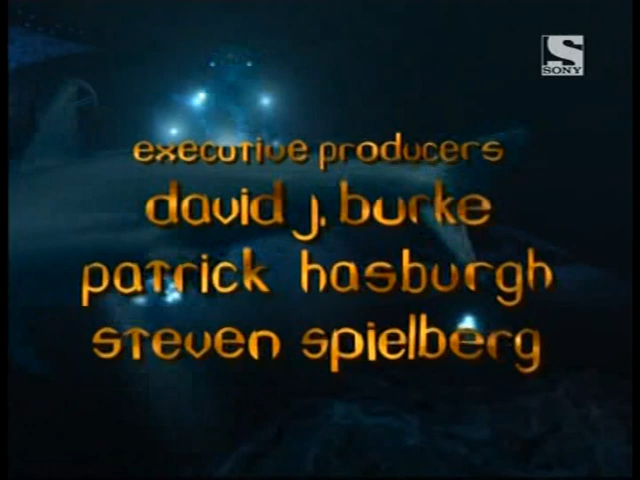 S
SONY
executive producers
david j. burke
patrick hasburgh
steven spielberg